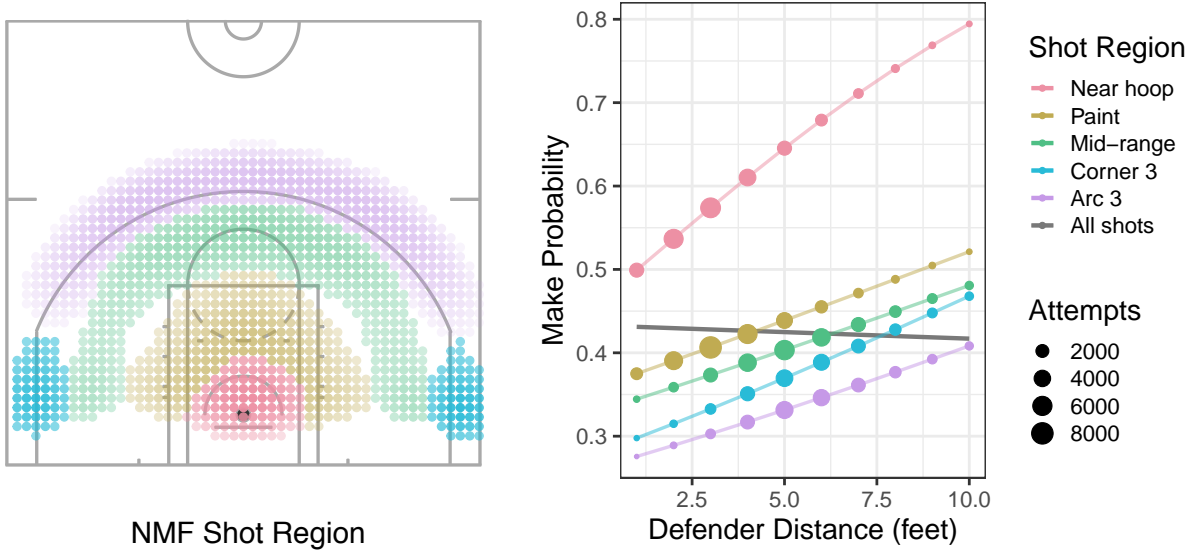 NMF Shot Region
Make Probability
0.8
0.7
0.6
0.5
0.4
0.3
2.5
5.0
7.5
10.0
Defender Distance (feet)
Shot Region
Near hoop
Paint
Mid−range
Corner 3
Arc 3
All shots
Attempts
2000
4000
6000
8000